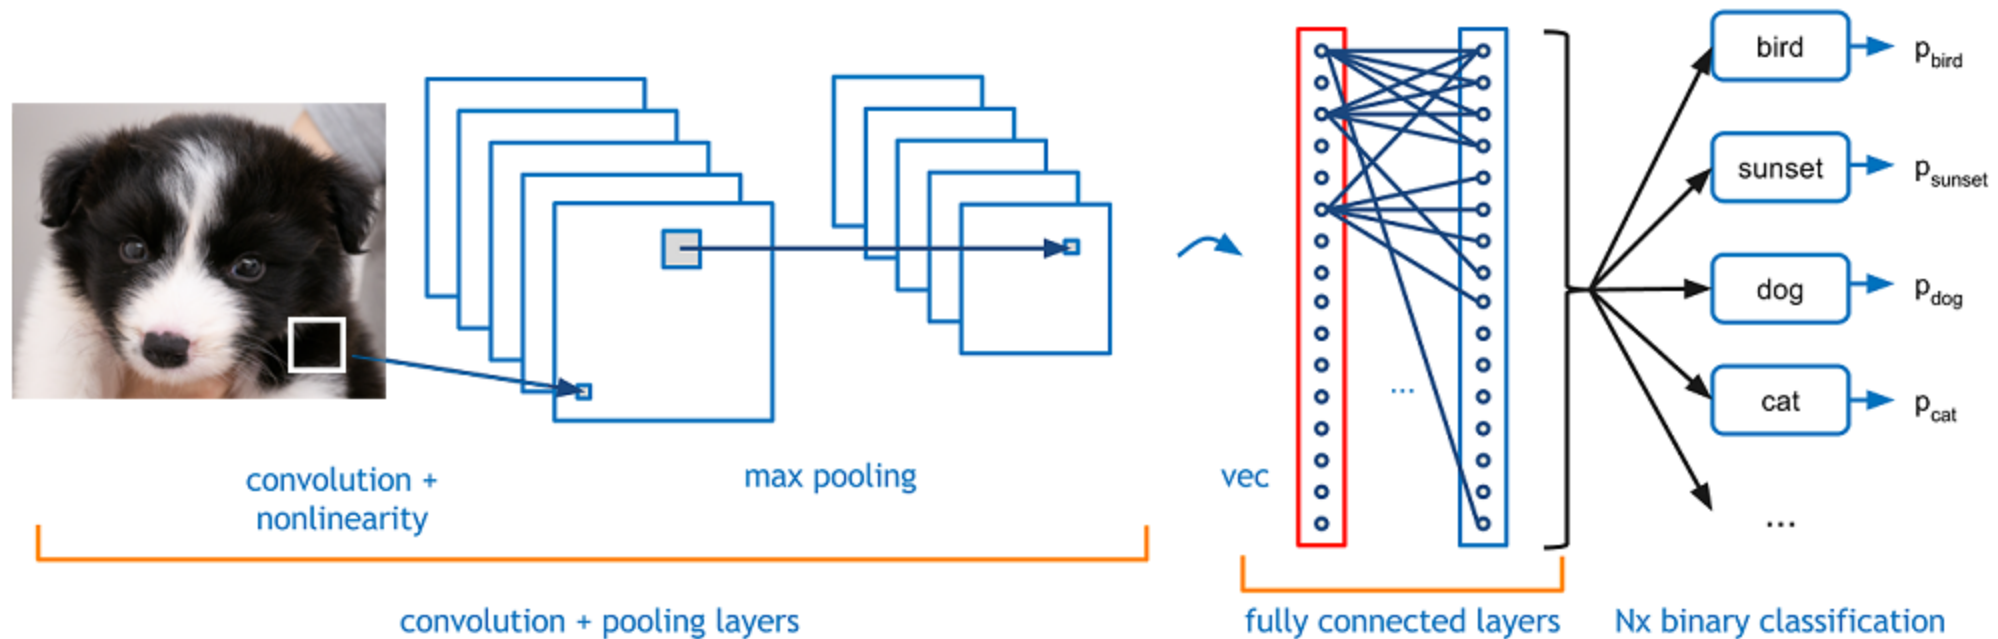 bird
p_bird
sunset
p_sunset
dog
p_dog
cat
p_cat
...
...
convolution +
nonlinearity
max pooling
vec
convolution + pooling layers
fully connected layers
Nx binary classification